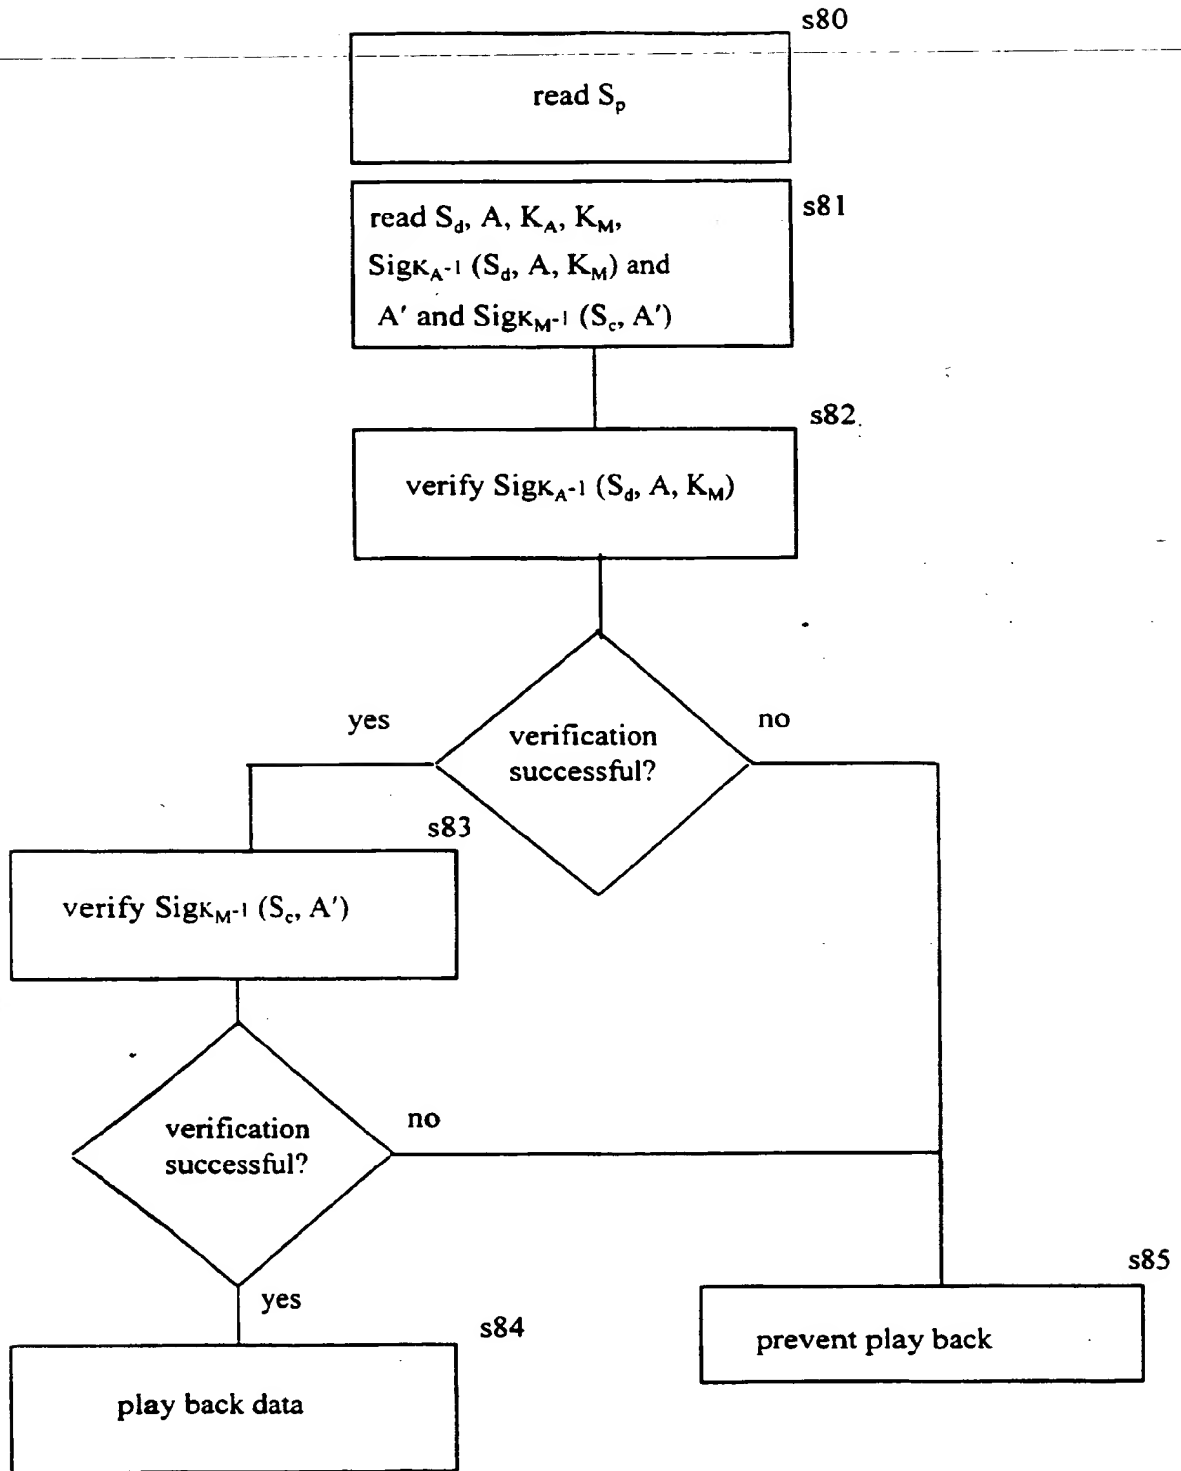 s80
read Sₚ
s81
read S_d, A, K_A, K_M,
Sig_{K_A-1} (S_d, A, K_M) and
A′ and Sig_{K_M-1} (S_c, A′)
s82
verify Sig_{K_A-1} (S_d, A, K_M)
verification
successful?
yes
no
s83
verify Sig_{K_M-1} (S_c, A′)
verification
successful?
no
yes
s84
play back data
s85
prevent play back